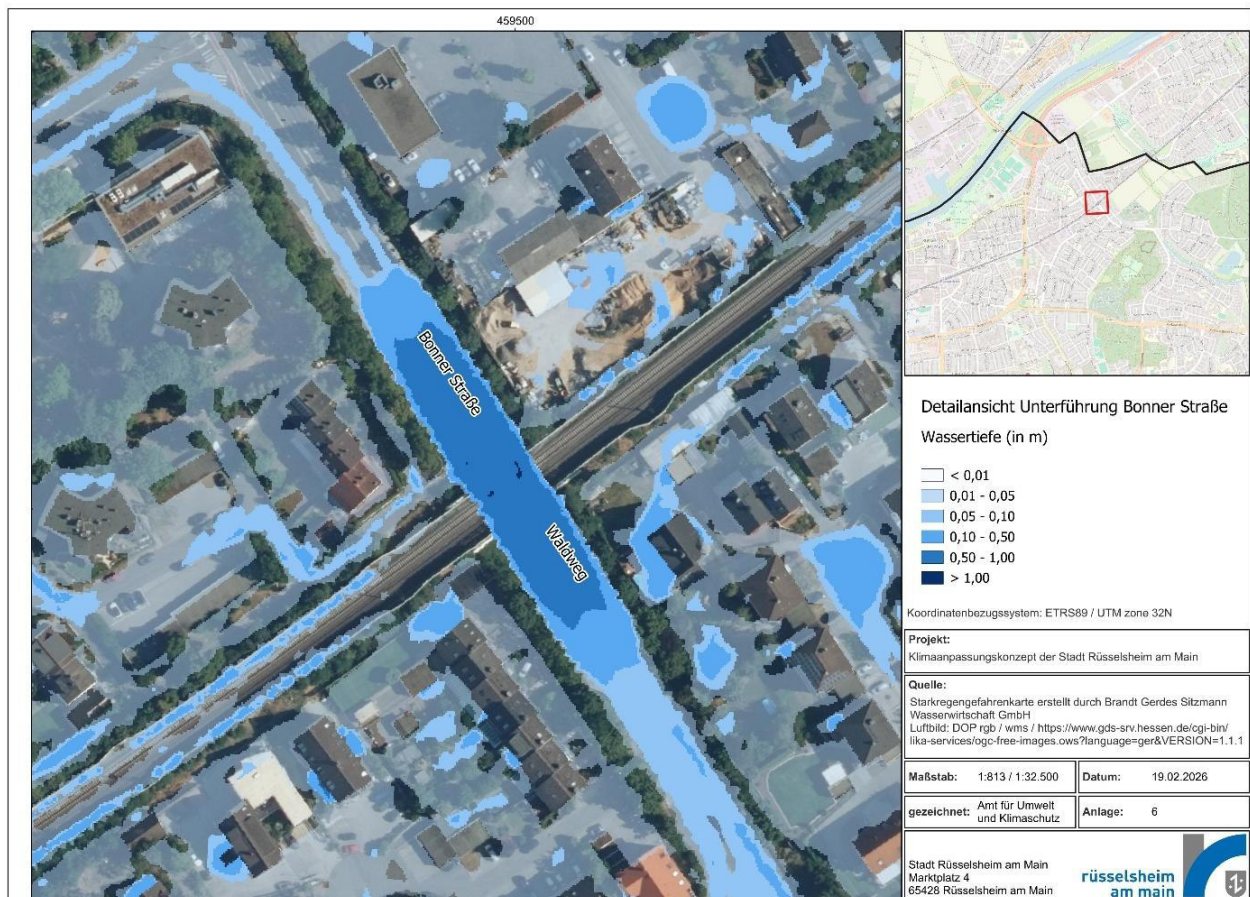 459500
Bonner Straße
Waldweg
Detailansicht Unterführung Bonner Straße
Wassertiefe (in m)
< 0,01
0,01 - 0,05
0,05 - 0,10
0,10 - 0,50
0,50 - 1,00
> 1,00
Koordinatenbezugssystem: ETRS89 / UTM zone 32N
Projekt:
Klimaanpassungskonzept der Stadt Rüsselsheim am Main
Quelle:
Starkregengefahrenkarte erstellt durch Brandt Gerdes Sitzmann
Wasserwirtschaft GmbH
Luftbild: DOP rgb / wms / https://www.gds-srv.hessen.de/cgi-bin/
lika-services/ogc-free-images.ows?language=ger&VERSION=1.1.1
Maßstab: 1:813 / 1:32.500
Datum: 19.02.2026
gezeichnet: Amt für Umwelt
und Klimaschutz
Anlage: 6
Stadt Rüsselsheim am Main
Marktplatz 4
65428 Rüsselsheim am Main
rüsselsheim
am main